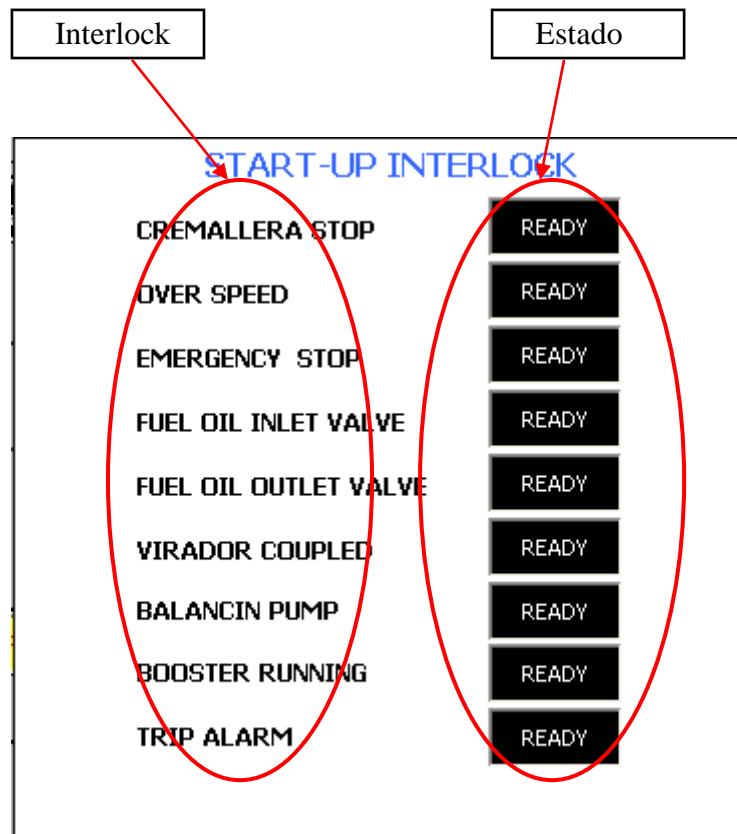 Interlock
Estado
START-UP INTERLOCK
CREMALLERA STOP READY
OVER SPEED READY
EMERGENCY STOP READY
FUEL OIL INLET VALVE READY
FUEL OIL OUTLET VALVE READY
VIRADOR COUPLED READY
BALANCIN PUMP READY
BOOSTER RUNNING READY
TRIP ALARM READY